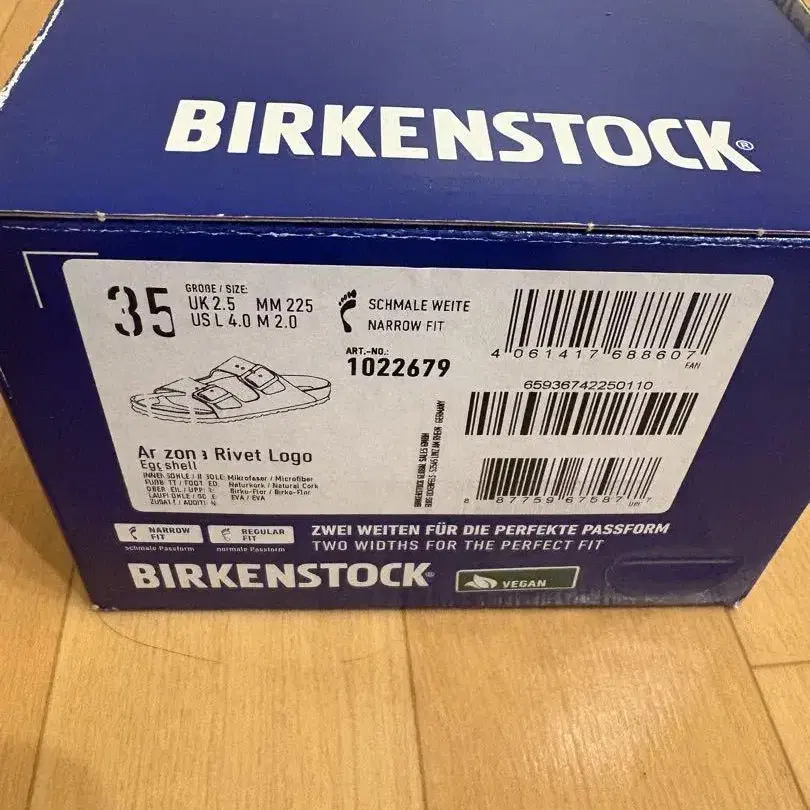 BIRKENSTOCK®
35
GRÖßE / SIZE:
UK 2.5 MM 225
US L 4.0 M 2.0
SCHMALE WEITE
NARROW FIT
ART.-NO.:
1022679
4 061417 688607
EAN
65936742250110
Rivet Logo
Eggshell
Mikrofaser / Microfiber
Naturkork / Natural Cork
Birko-Flor / Birko-Flor
EVA / EVA
8 87759 67587 7
UPC
NARROW FIT
schmale Passform
REGULAR FIT
normale Passform
ZWEI WEITEN FÜR DIE PERFEKTE PASSFORM
TWO WIDTHS FOR THE PERFECT FIT
BIRKENSTOCK®
VEGAN